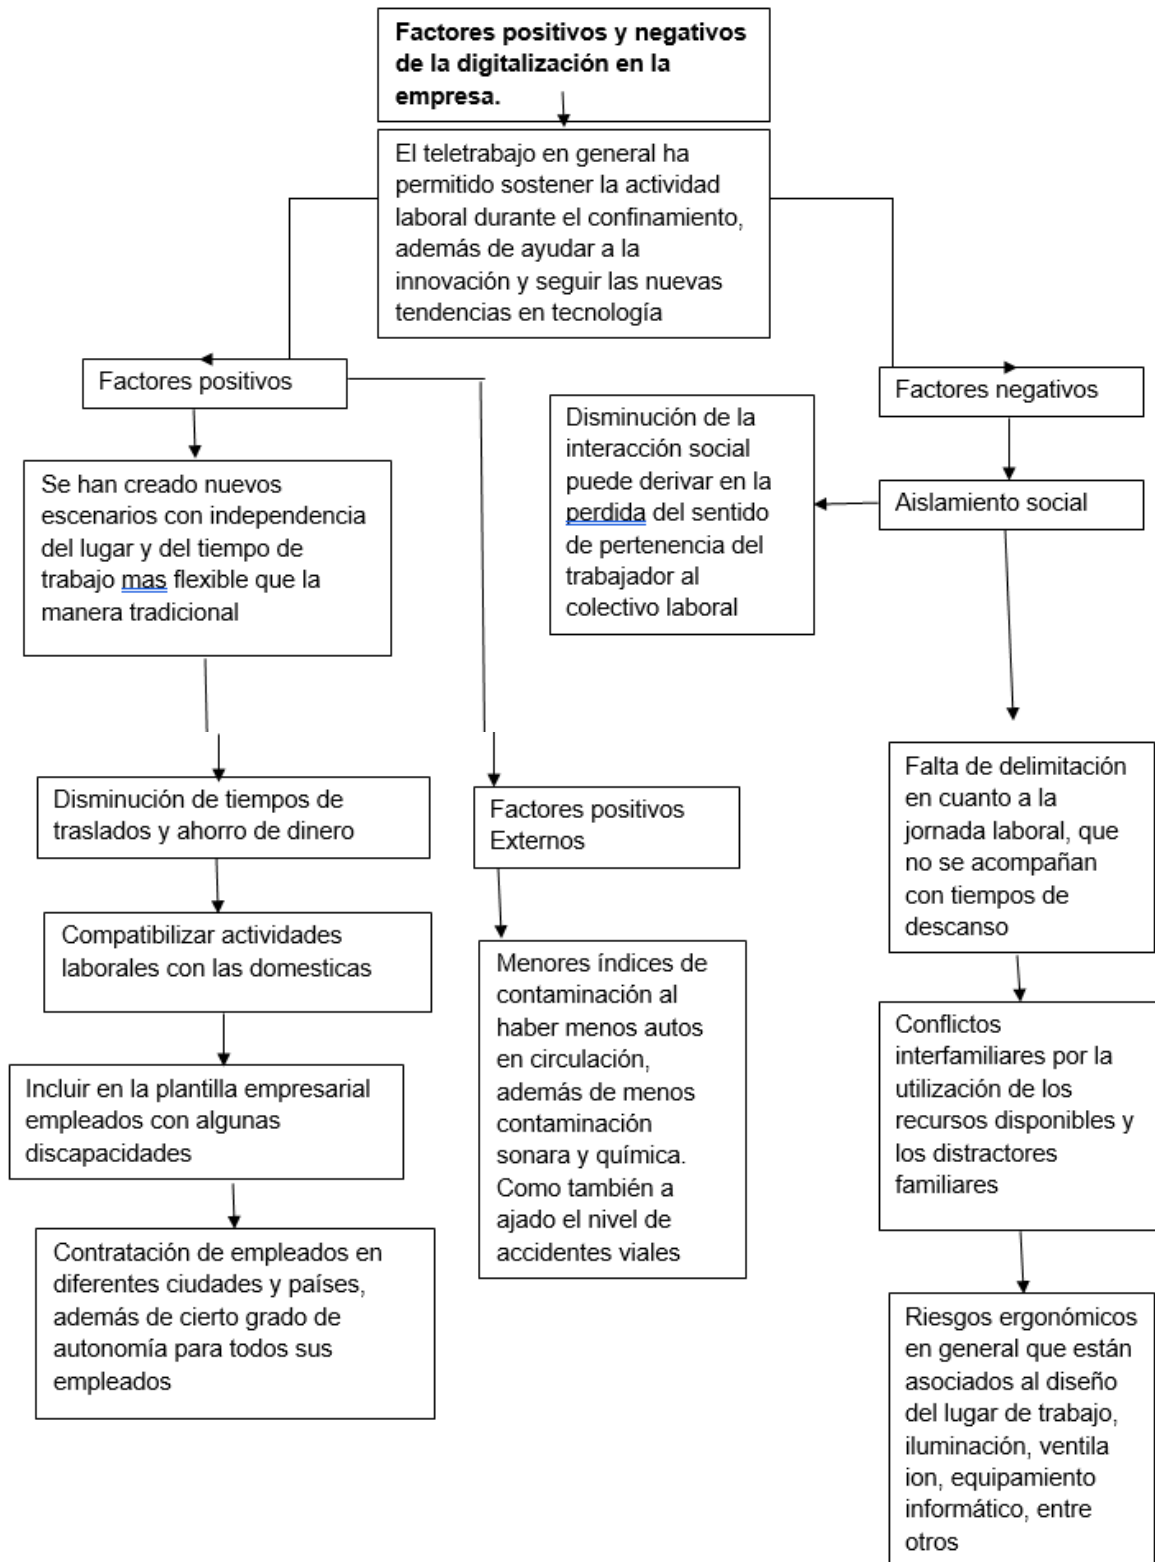 Factores positivos y negativos
de la digitalización en la
empresa.
El teletrabajo en general ha
permitido sostener la actividad
laboral durante el confinamiento,
además de ayudar a la
innovación y seguir las nuevas
tendencias en tecnología
Factores positivos
Factores negativos
Se han creado nuevos
escenarios con independencia
del lugar y del tiempo de
trabajo mas flexible que la
manera tradicional
Disminución de la
interacción social
puede derivar en la
perdida del sentido
de pertenencia del
trabajador al
colectivo laboral
Aislamiento social
Disminución de tiempos de
traslados y ahorro de dinero
Factores positivos
Externos
Falta de delimitación
en cuanto a la
jornada laboral, que
no se acompañan
con tiempos de
descanso
Compatibilizar actividades
laborales con las domesticas
Menores índices de
contaminación al
haber menos autos
en circulación,
además de menos
contaminación
sonara y química.
Como también a
ajado el nivel de
accidentes viales
Conflictos
interfamiliares por la
utilización de los
recursos disponibles y
los distractores
familiares
Incluir en la plantilla empresarial
empleados con algunas
discapacidades
Contratación de empleados en
diferentes ciudades y países,
además de cierto grado de
autonomía para todos sus
empleados
Riesgos ergonómicos
en general que están
asociados al diseño
del lugar de trabajo,
iluminación, ventila
ion, equipamiento
informático, entre
otros